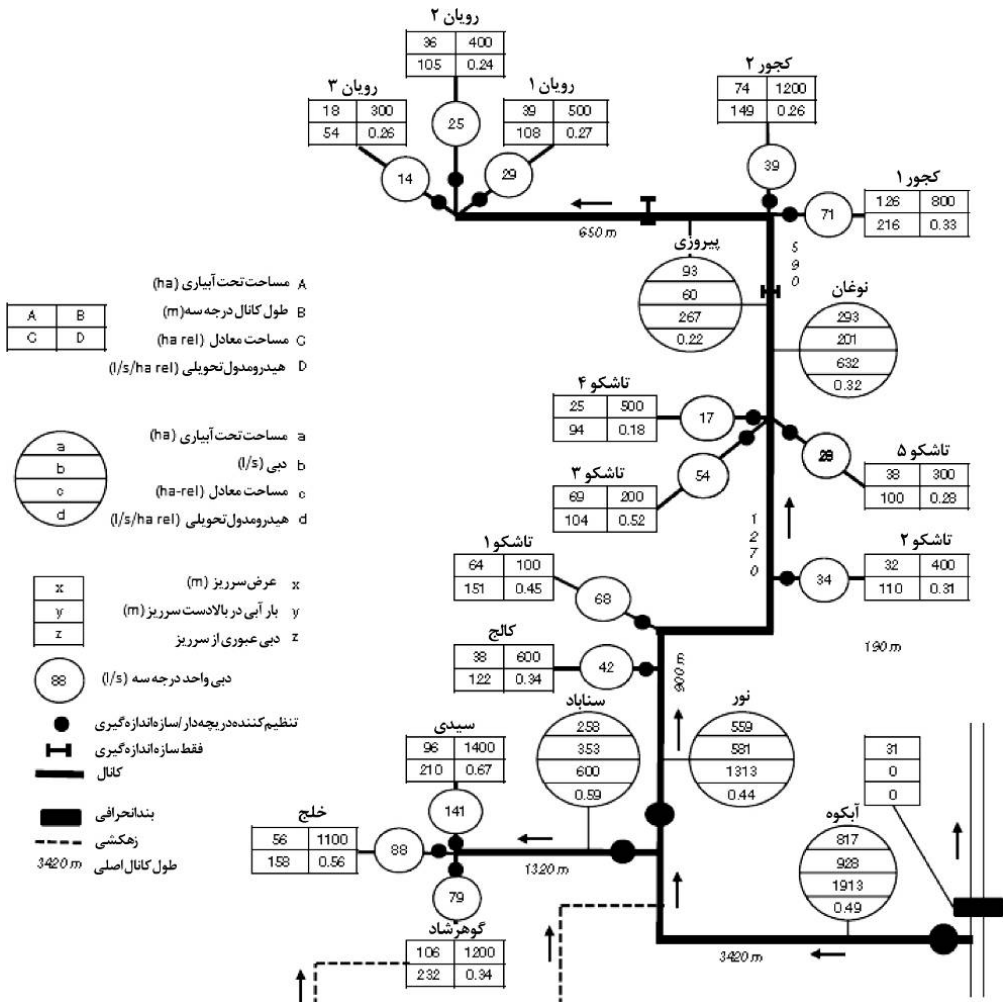 رویان ۲
36 400
105 0.24
رویان ۳
18 300
54 0.26
رویان ۱
39 500
108 0.27
کجور ۲
74 1200
149 0.26
25
14
29
39
کجور ۱
126 800
216 0.33
71
650 m
590
پیروزی
93
60
267
0.22
نوغان
293
201
632
0.32
A مساحت تحت آبیاری (ha)
B طول کانال درجه سه (m)
C مساحت معادل (ha rel)
D هیدرومدول تحویلی (l/s/ha rel)
A B
C D
تاشکو ۴
25 500
94 0.18
17
تاشکو ۳
69 200
104 0.52
54
تاشکو ۵
38 300
100 0.28
a مساحت تحت آبیاری (ha)
b دبی (l/s)
c مساحت معادل (ha-rel)
d هیدرومدول تحویلی (l/s/ha rel)
a
b
c
d
1270
تاشکو ۱
64 100
151 0.45
68
تاشکو ۲
32 400
110 0.31
34
x عرض سرریز (m)
y بار آبی در بالادست سرریز (m)
z دبی عبوری از سرریز
x
y
z
کالج
38 600
122 0.34
42
900 m
190 m
88
دبی واحد درجه سه (l/s)
تنظیم‌کننده دریچه‌دار/سازه اندازه‌گیری
فقط سازه اندازه‌گیری
کانال
بند انحرافی
زهکشی
3420 m طول کانال اصلی
سناباد
258
353
600
0.59
نور
559
581
1313
0.44
31
0
0
سیدی
96 1400
210 0.67
141
خلج
56 1100
158 0.56
88
1320 m
79
گوهرشاد
106 1200
232 0.34
آبکوه
817
928
1913
0.49
3420 m